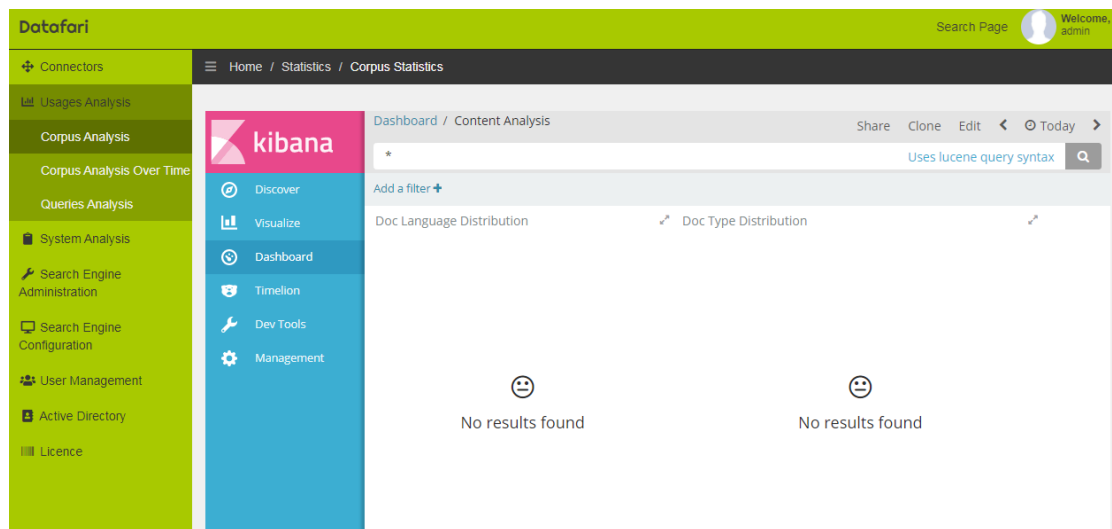 Datafari
Search Page
Welcome,
admin
Connectors
Home / Statistics / Corpus Statistics
Usages Analysis
Corpus Analysis
Corpus Analysis Over Time
Queries Analysis
System Analysis
Search Engine
Administration
Search Engine
Configuration
User Management
Active Directory
Licence
kibana
Discover
Visualize
Dashboard
Timelion
Dev Tools
Management
Dashboard / Content Analysis
Share Clone Edit Today
*
Uses lucene query syntax
Add a filter +
Doc Language Distribution
Doc Type Distribution
No results found
No results found